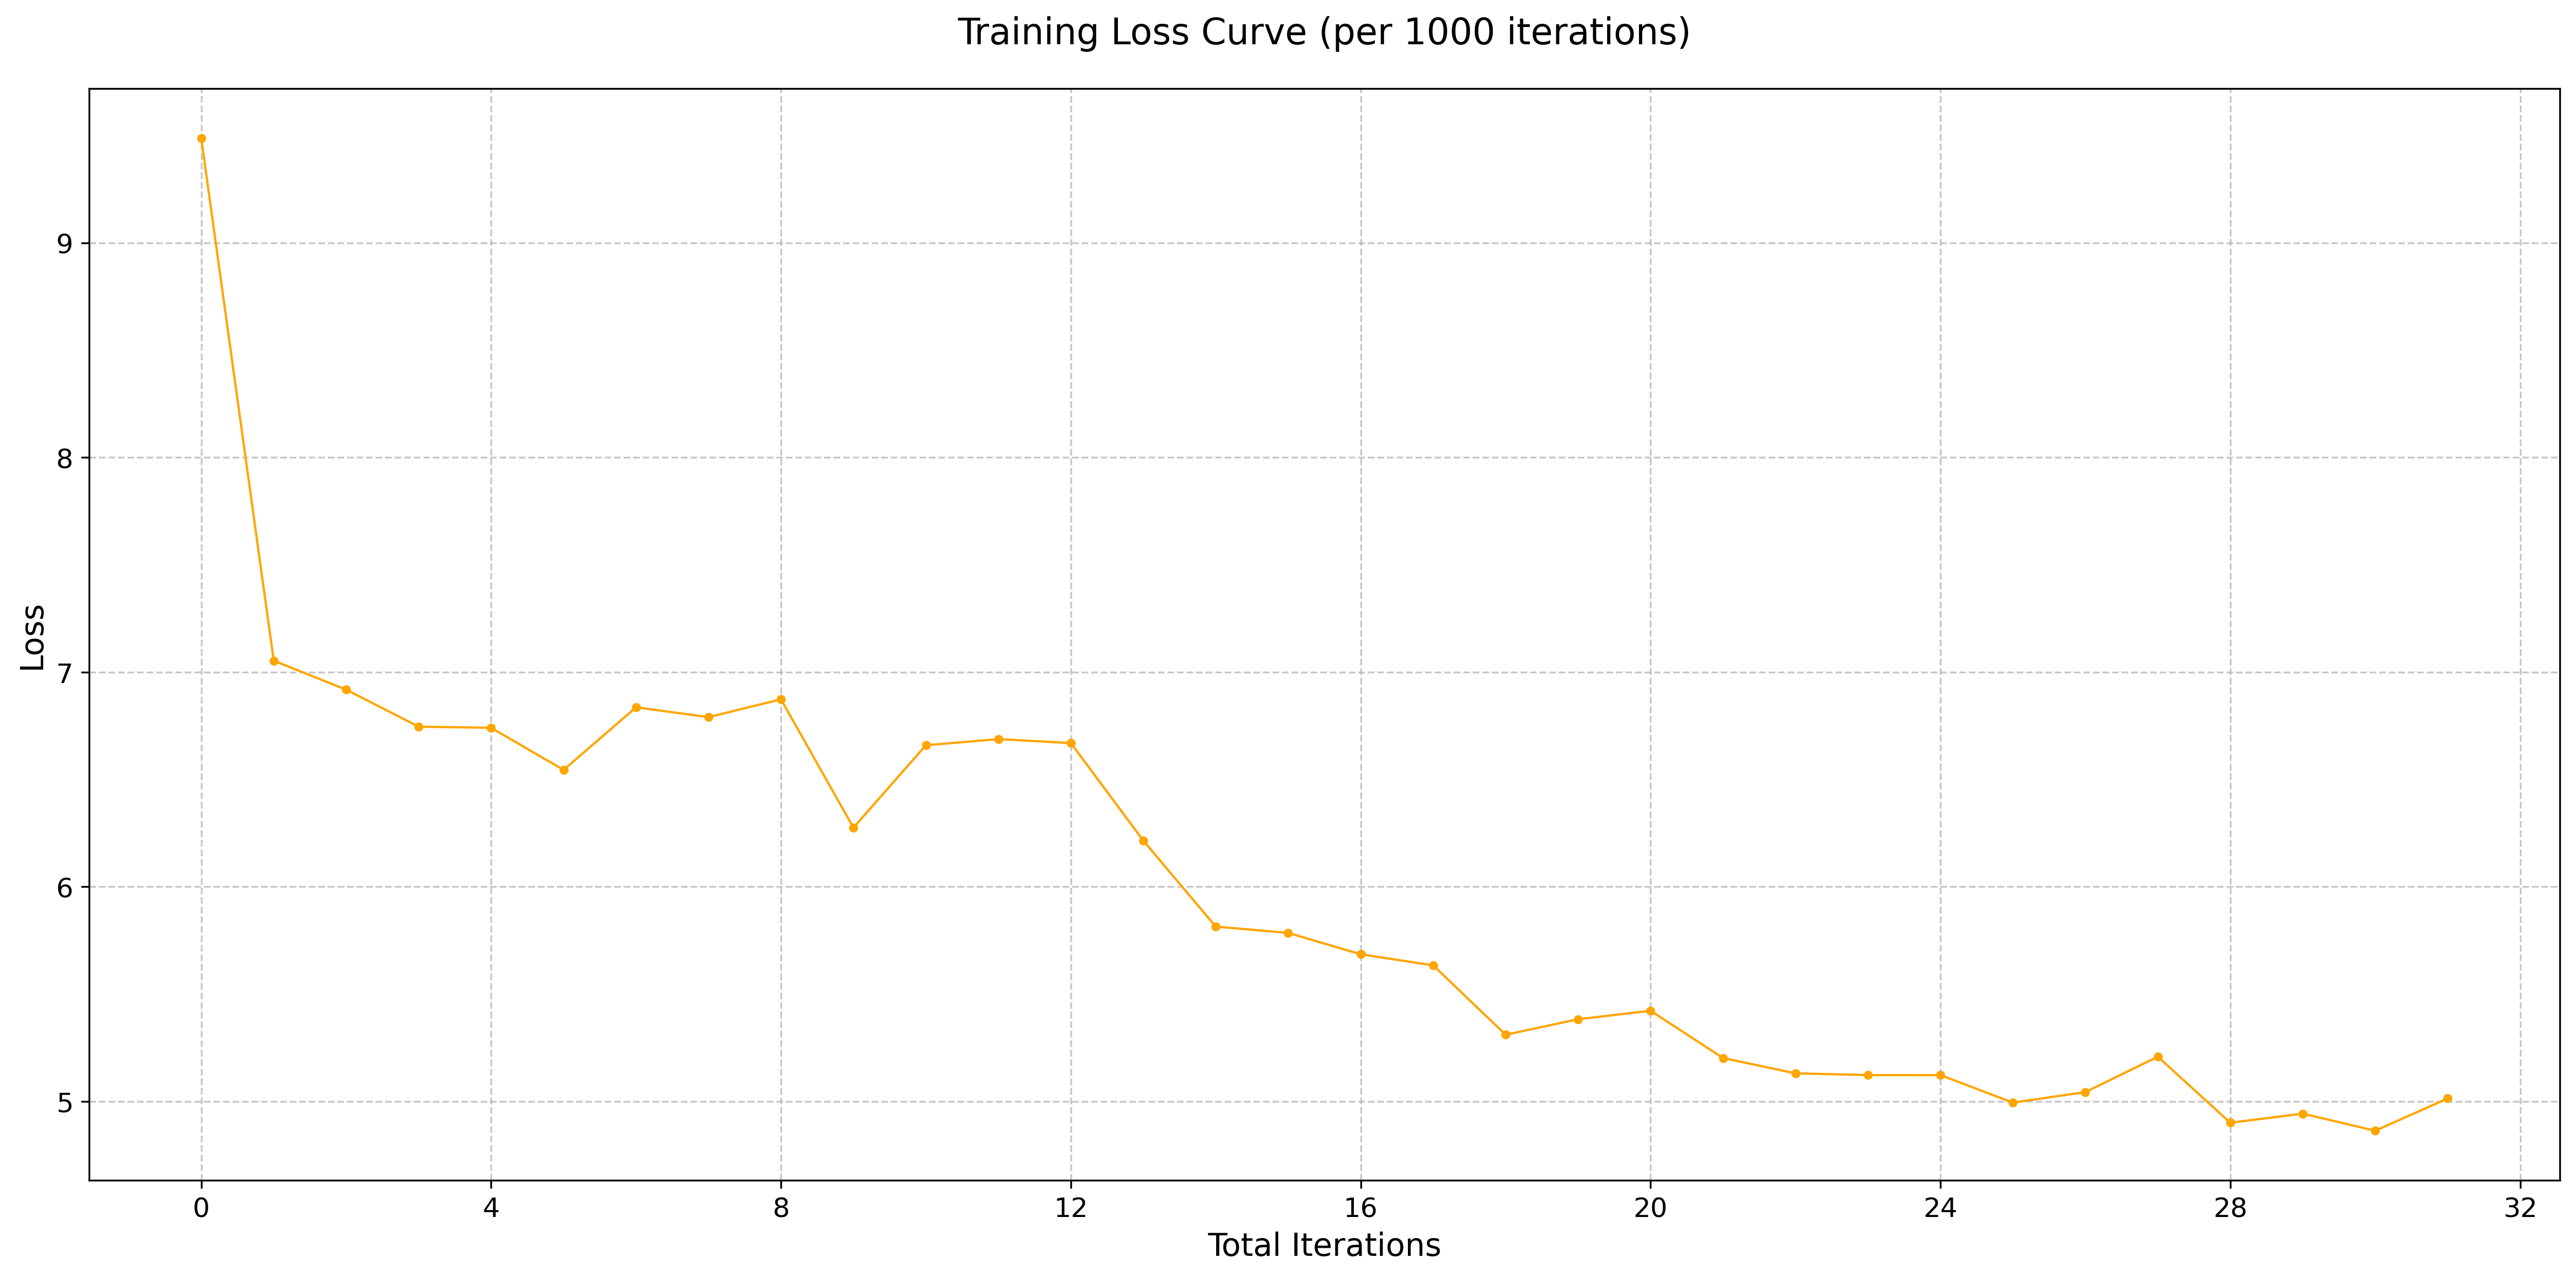 Training Loss Curve (per 1000 iterations)
Loss
9
8
7
6
5
0 4 8 12 16 20 24 28 32
Total Iterations